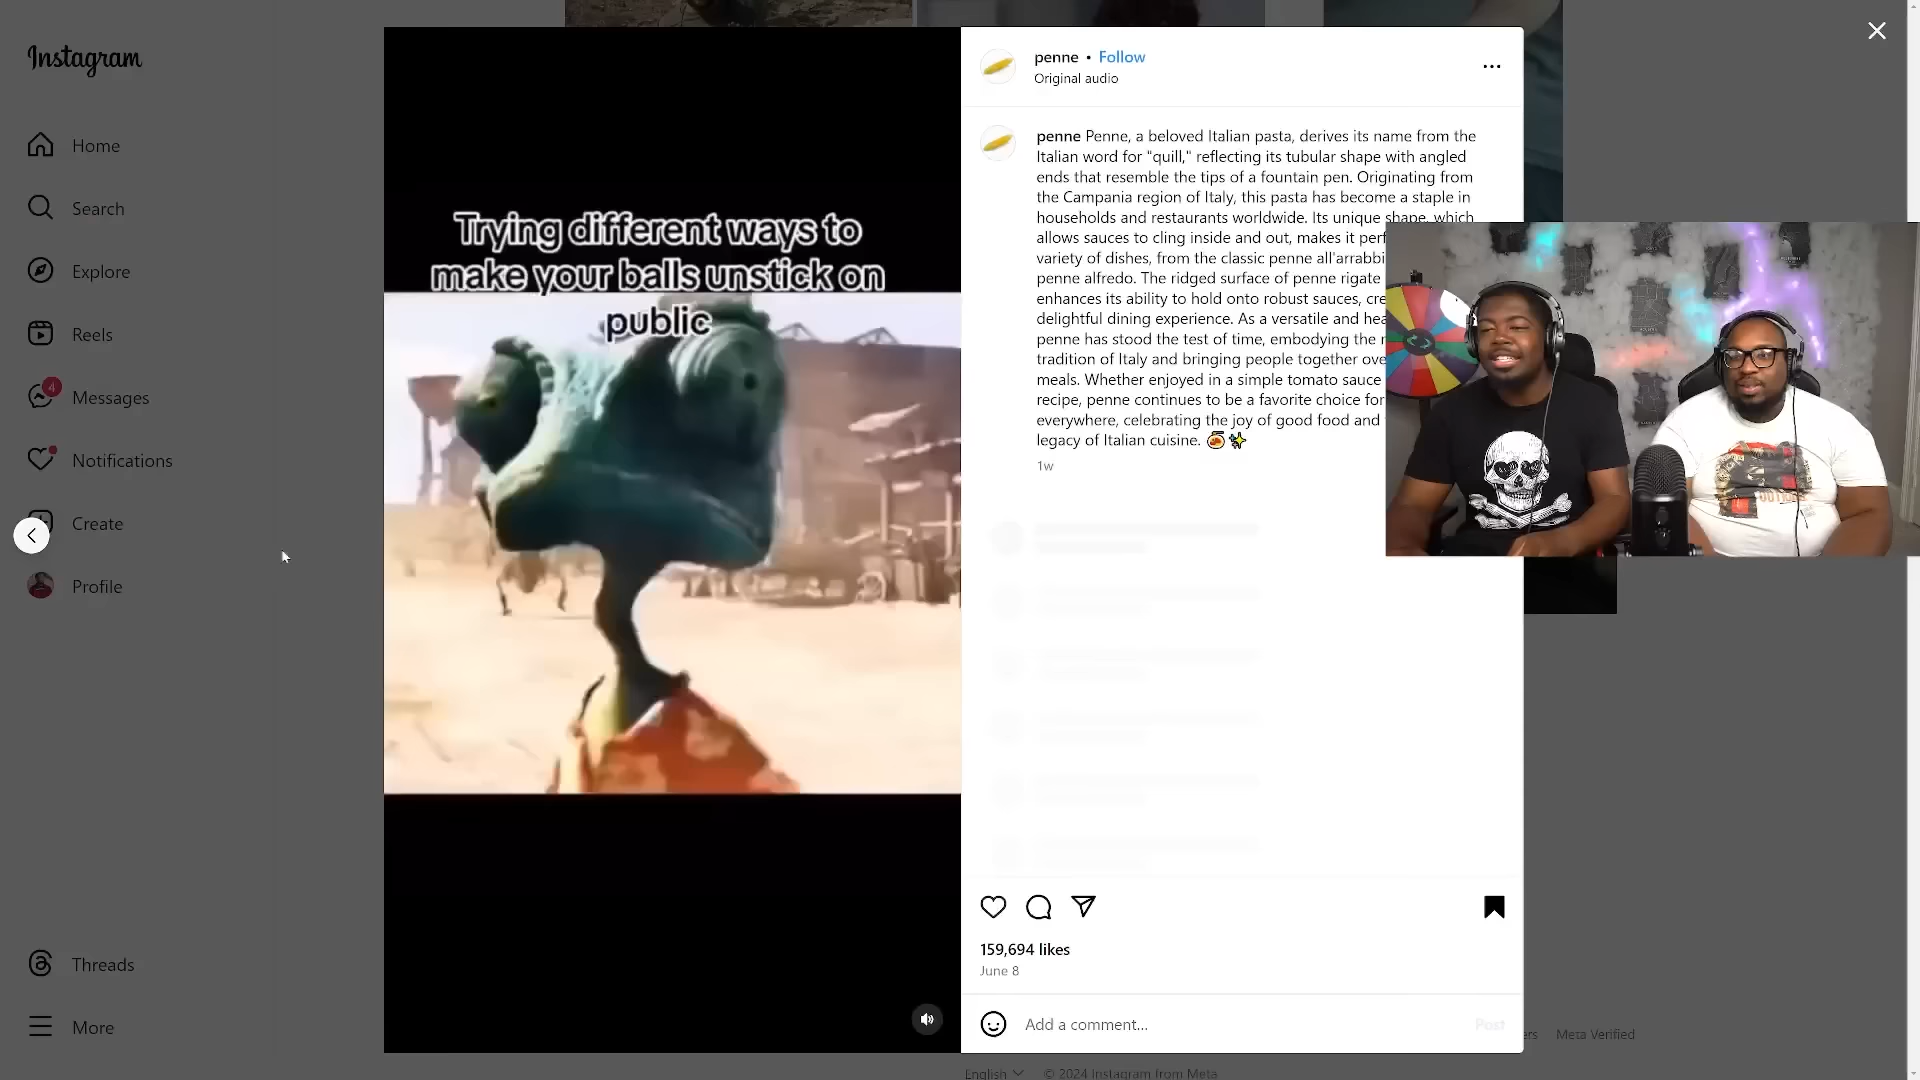 Instagram
Home
Search
Explore
Reels
4
Messages
Notifications
Create
Profile
Threads
More
Trying different ways to
make your balls unstick on
public
penne • Follow
Original audio
penne Penne, a beloved Italian pasta, derives its name from the
Italian word for "quill," reflecting its tubular shape with angled
ends that resemble the tips of a fountain pen. Originating from
the Campania region of Italy, this pasta has become a staple in
households and restaurants worldwide. Its unique shape, which
allows sauces to cling inside and out, makes it perf
variety of dishes, from the classic penne all'arrabbi
penne alfredo. The ridged surface of penne rigate
enhances its ability to hold onto robust sauces, cre
delightful dining experience. As a versatile and hea
penne has stood the test of time, embodying the r
tradition of Italy and bringing people together ove
meals. Whether enjoyed in a simple tomato sauce
recipe, penne continues to be a favorite choice for
everywhere, celebrating the joy of good food and
legacy of Italian cuisine.
1w
159,694 likes
June 8
Add a comment...
Post
ers
Meta Verified
English
© 2024 Instagram from Meta